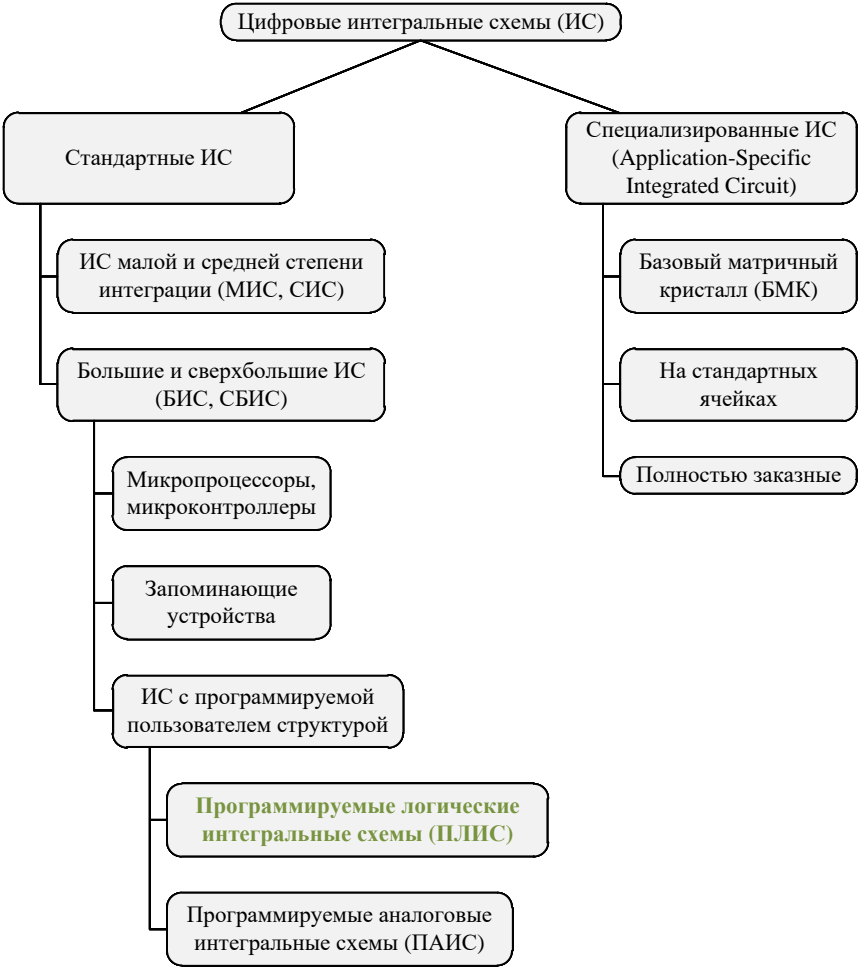 Цифровые интегральные схемы (ИС)
Стандартные ИС
ИС малой и средней степени
интеграции (МИС, СИС)
Большие и сверхбольшие ИС
(БИС, СБИС)
Микропроцессоры,
микроконтроллеры
Запоминающие
устройства
ИС с программируемой
пользователем структурой
Программируемые логические
интегральные схемы (ПЛИС)
Программируемые аналоговые
интегральные схемы (ПАИС)
Специализированные ИС
(Application-Specific
Integrated Circuit)
Базовый матричный
кристалл (БМК)
На стандартных
ячейках
Полностью заказные